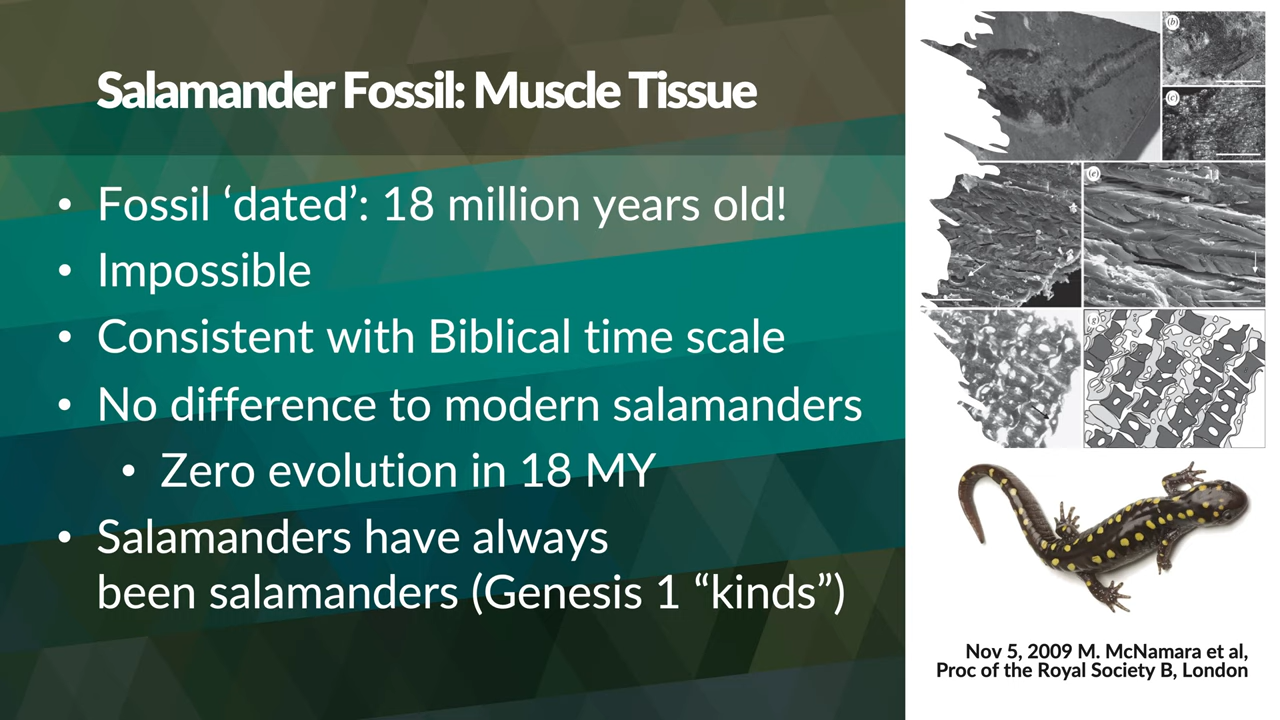 Salamander Fossil: Muscle Tissue
• Fossil ‘dated’: 18 million years old!
• Impossible
• Consistent with Biblical time scale
• No difference to modern salamanders
• Zero evolution in 18 MY
• Salamanders have always
been salamanders (Genesis 1 “kinds”)
(b)
(c)
(e)
Nov 5, 2009 M. McNamara et al,
Proc of the Royal Society B, London